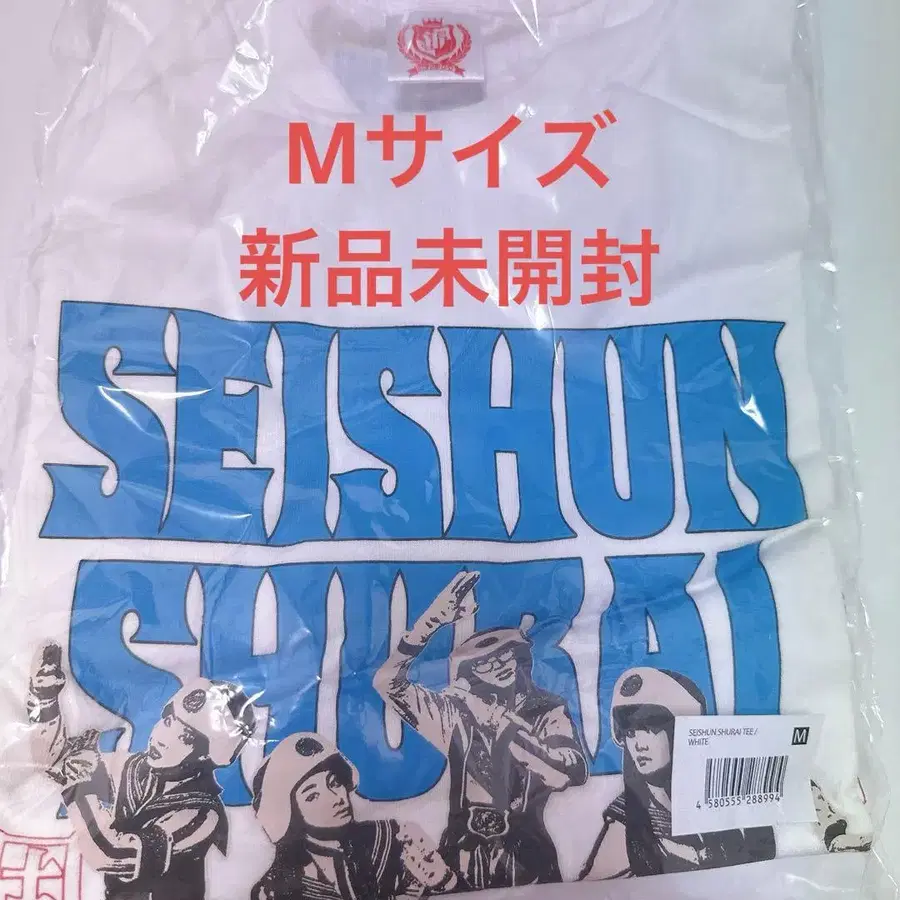 Mサイズ
新品未開封
SEISHUN
SHURAI
SEISHUN SHURAI TEE /
WHITE
M
4 580555 288994